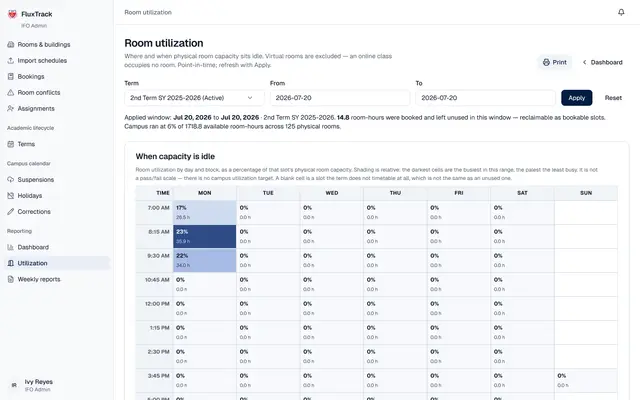 FluxTrack
IFO Admin
Rooms & buildings
Import schedules
Bookings
Room conflicts
Assignments
Academic lifecycle
Terms
Campus calendar
Suspensions
Holidays
Corrections
Reporting
Dashboard
Utilization
Weekly reports
IR
Ivy Reyes
IFO Admin
Room utilization
Room utilization
Where and when physical room capacity sits idle. Virtual rooms are excluded — an online class
occupies no room. Point-in-time; refresh with Apply.
Print
Dashboard
Term
From
To
2nd Term SY 2025-2026 (Active)
2026-07-20
2026-07-20
Apply
Reset
Applied window: Jul 20, 2026 to Jul 20, 2026 · 2nd Term SY 2025-2026. 14.8 room-hours were booked and left unused in this window — reclaimable as bookable slots.
Campus ran at 6% of 1718.8 available room-hours across 125 physical rooms.
When capacity is idle
Room utilization by day and block, as a percentage of that slot's physical room capacity. Shading is relative: the darkest cells are the busiest in this range, the palest the least busy. It is not
a pass/fail scale — there is no campus utilization target. A blank cell is a slot the term does not timetable at all, which is not the same as an unused one.
TIME MON TUE WED THU FRI SAT SUN
7:00 AM 17% 0% 0% 0% 0% 0%
26.5 h 0.0 h 0.0 h 0.0 h 0.0 h 0.0 h
8:15 AM 23% 0% 0% 0% 0% 0%
35.9 h 0.0 h 0.0 h 0.0 h 0.0 h 0.0 h
9:30 AM 22% 0% 0% 0% 0% 0%
34.0 h 0.0 h 0.0 h 0.0 h 0.0 h 0.0 h
10:45 AM 0% 0% 0% 0% 0% 0%
0.0 h 0.0 h 0.0 h 0.0 h 0.0 h 0.0 h
12:00 PM 0% 0% 0% 0% 0% 0%
0.0 h 0.0 h 0.0 h 0.0 h 0.0 h 0.0 h
1:15 PM 0% 0% 0% 0% 0% 0%
0.0 h 0.0 h 0.0 h 0.0 h 0.0 h 0.0 h
2:30 PM 0% 0% 0% 0% 0% 0%
0.0 h 0.0 h 0.0 h 0.0 h 0.0 h 0.0 h
3:45 PM 0% 0% 0% 0% 0% 0% 0%
0.0 h 0.0 h 0.0 h 0.0 h 0.0 h 0.0 h 0.0 h
0% 0% 0% 0% 0% 0%